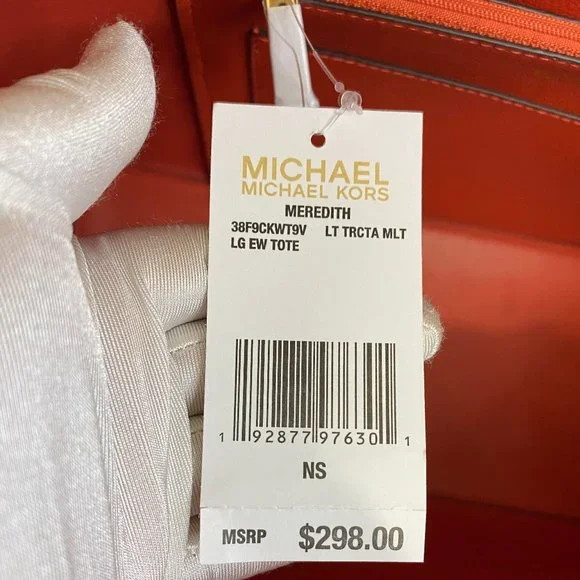 MICHAEL
MICHAEL KORS
MEREDITH
38F9CKWT9V LT TRCTA MLT
LG EW TOTE
1 92877 97630 1
NS
MSRP $298.00